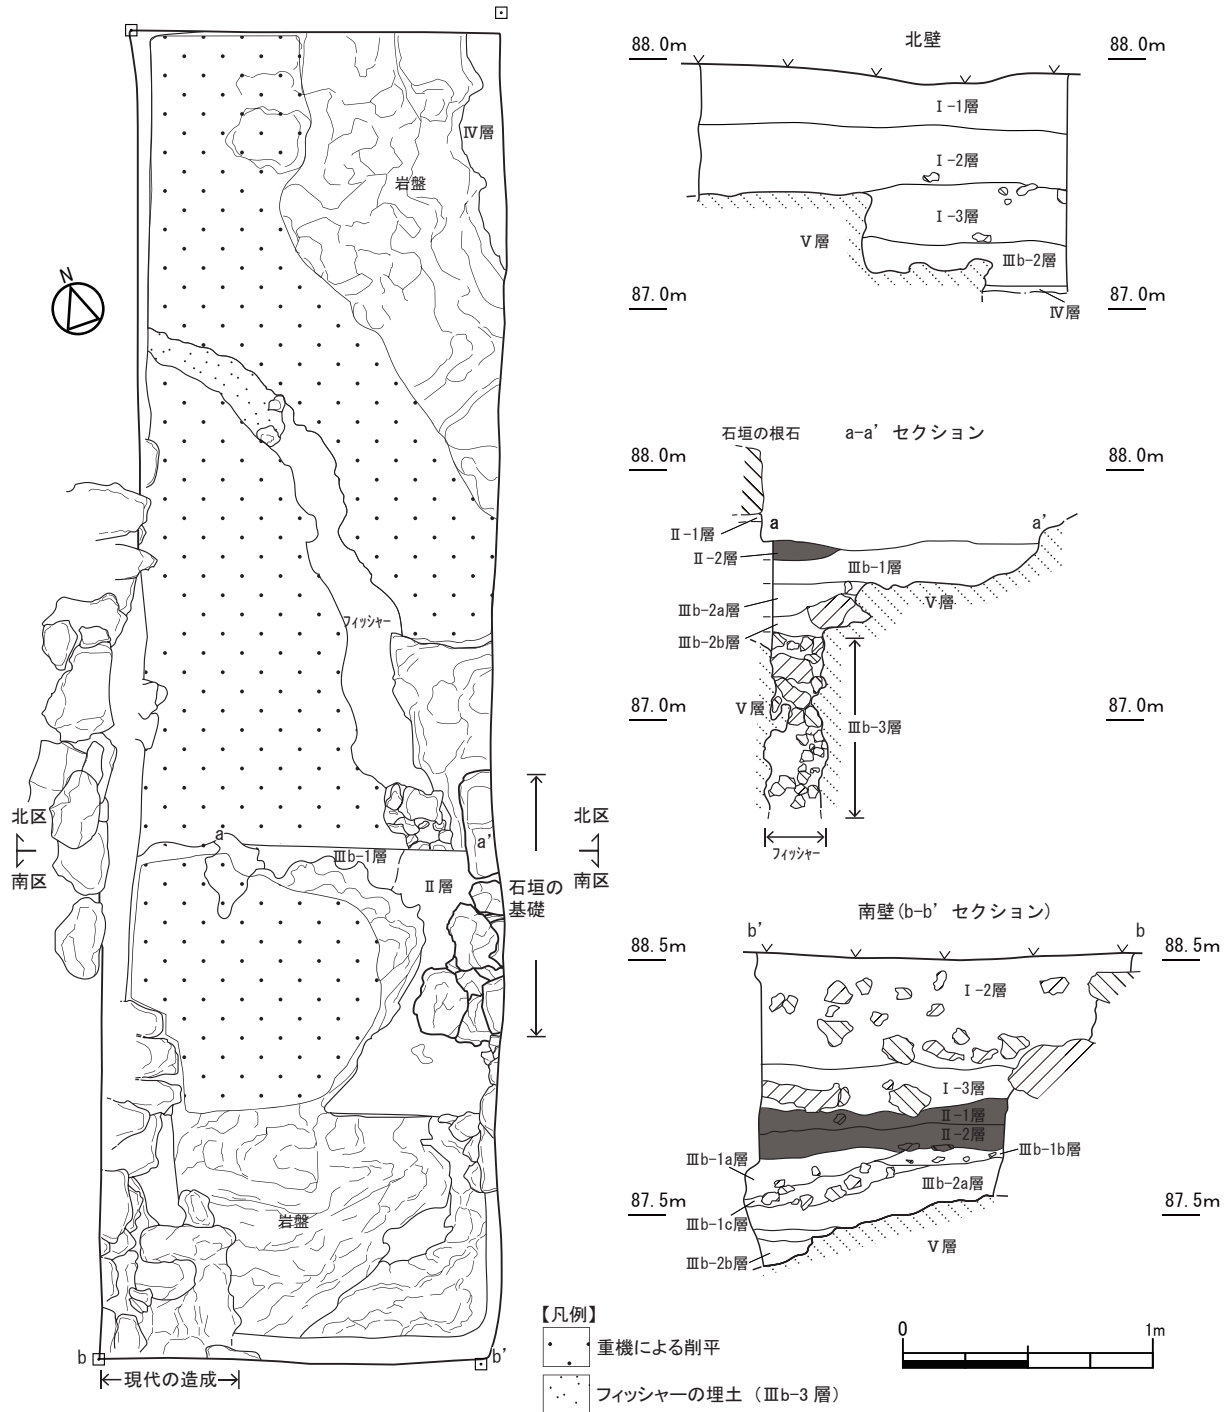 N
Ⅳ層
岩盤
フィッシャー
北区
南区
a
Ⅲb-1層
a’
Ⅱ層
石垣の
基礎
北区
南区
岩盤
b
b’
現代の造成
北壁
88.0m
88.0m
Ⅰ-1層
Ⅰ-2層
Ⅰ-3層
Ⅴ層
Ⅲb-2層
87.0m
87.0m
Ⅳ層
石垣の根石
a-a’ セクション
88.0m
88.0m
a
a’
Ⅱ-1層
Ⅱ-2層
Ⅲb-1層
Ⅲb-2a層
Ⅴ層
Ⅲb-2b層
87.0m
87.0m
Ⅴ層
Ⅲb-3層
フィッシャー
南壁(b-b’ セクション)
b’
b
88.5m
88.5m
Ⅰ-2層
Ⅰ-3層
Ⅱ-1層
Ⅱ-2層
Ⅲb-1a層
Ⅲb-1b層
Ⅲb-2a層
87.5m
87.5m
Ⅲb-1c層
Ⅴ層
Ⅲb-2b層
【凡例】
重機による削平
フィッシャーの埋土（Ⅲb-3 層）
0
1m